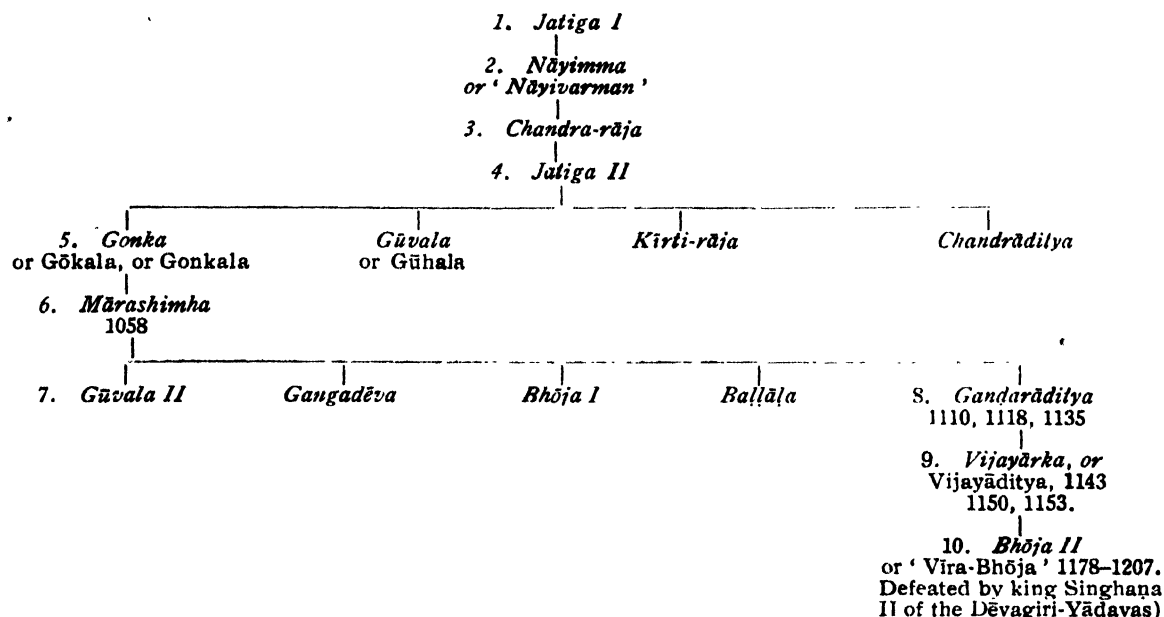 1. Jatiga I
2. Nāyimma
or ‘ Nāyivarman ’
3. Chandra-rāja
4. Jatiga II
5. Gonka Gūvala Kīrti-rāja Chandrāditya
or Gōkala, or Gonkala or Gūhala
6. Mārashimha
1058
7. Gūvala II Gangadēva Bhōja I Baḷḷāḷa 8. Gaṇḍarāditya
1110, 1118, 1135
9. Vijayārka, or
Vijayāditya, 1143
1150, 1153.
10. Bhōja II
or ‘ Vīra-Bhōja ’ 1178–1207.
Defeated by king Singhaṇa
II of the Dēvagiri-Yādavas)